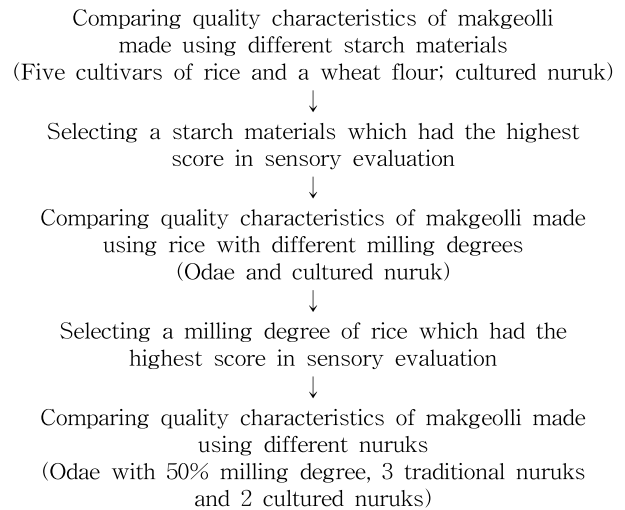 Comparing quality characteristics of makgeolli
made using different starch materials
(Five cultivars of rice and a wheat flour; cultured nuruk)
↓
Selecting a starch materials which had the highest
score in sensory evaluation
↓
Comparing quality characteristics of makgeolli made
using rice with different milling degrees
(Odae and cultured nuruk)
↓
Selecting a milling degree of rice which had the
highest score in sensory evaluation
↓
Comparing quality characteristics of makgeolli made
using different nuruks
(Odae with 50% milling degree, 3 traditional nuruks
and 2 cultured nuruks)